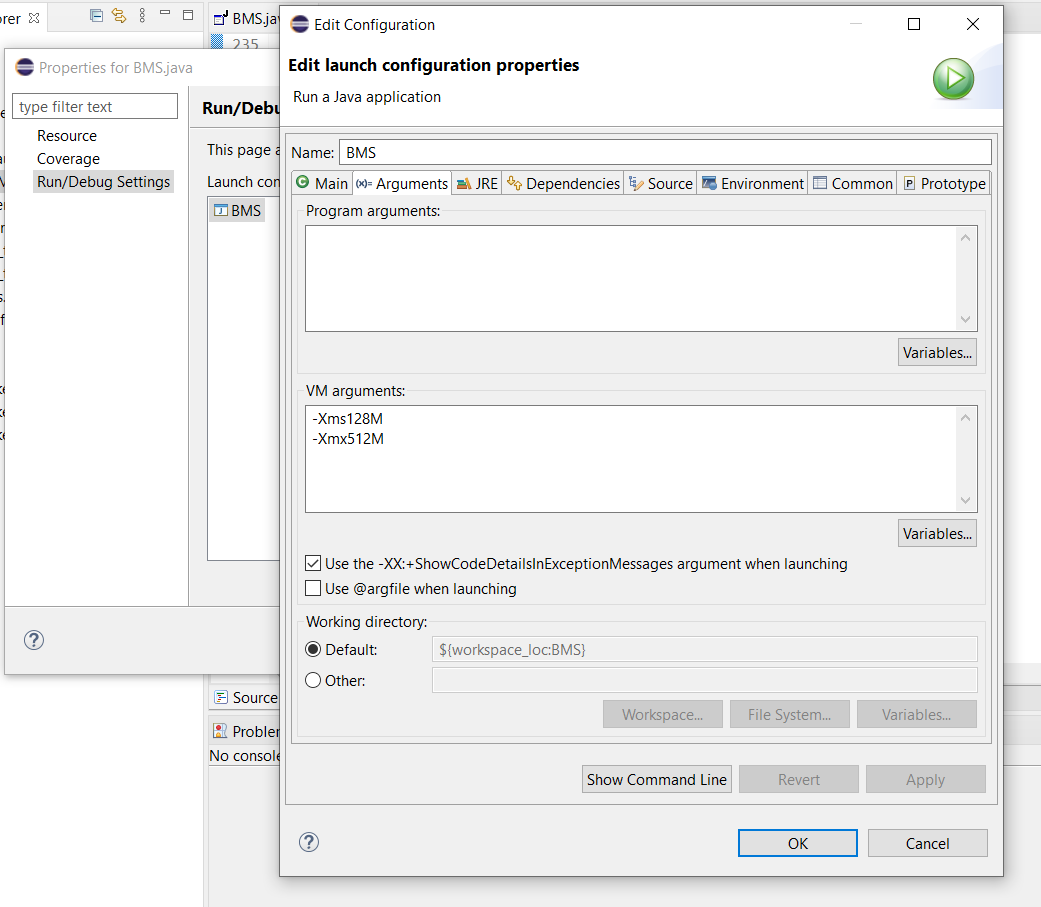 orer
BMS.jav
235
Properties for BMS.java
type filter text
Resource
Coverage
Run/Debug Settings
Run/Debu
This page a
Launch con
BMS
Edit Configuration
Edit launch configuration properties
Run a Java application
Name: BMS
Main (x)= Arguments JRE Dependencies Source Environment Common Prototype
Program arguments:
Variables...
VM arguments:
-Xms128M
-Xmx512M
Variables...
Use the -XX:+ShowCodeDetailsInExceptionMessages argument when launching
Use @argfile when launching
Working directory:
Default: ${workspace_loc:BMS}
Other:
Workspace... File System... Variables...
Show Command Line Revert Apply
OK Cancel
Source
Probler
No console